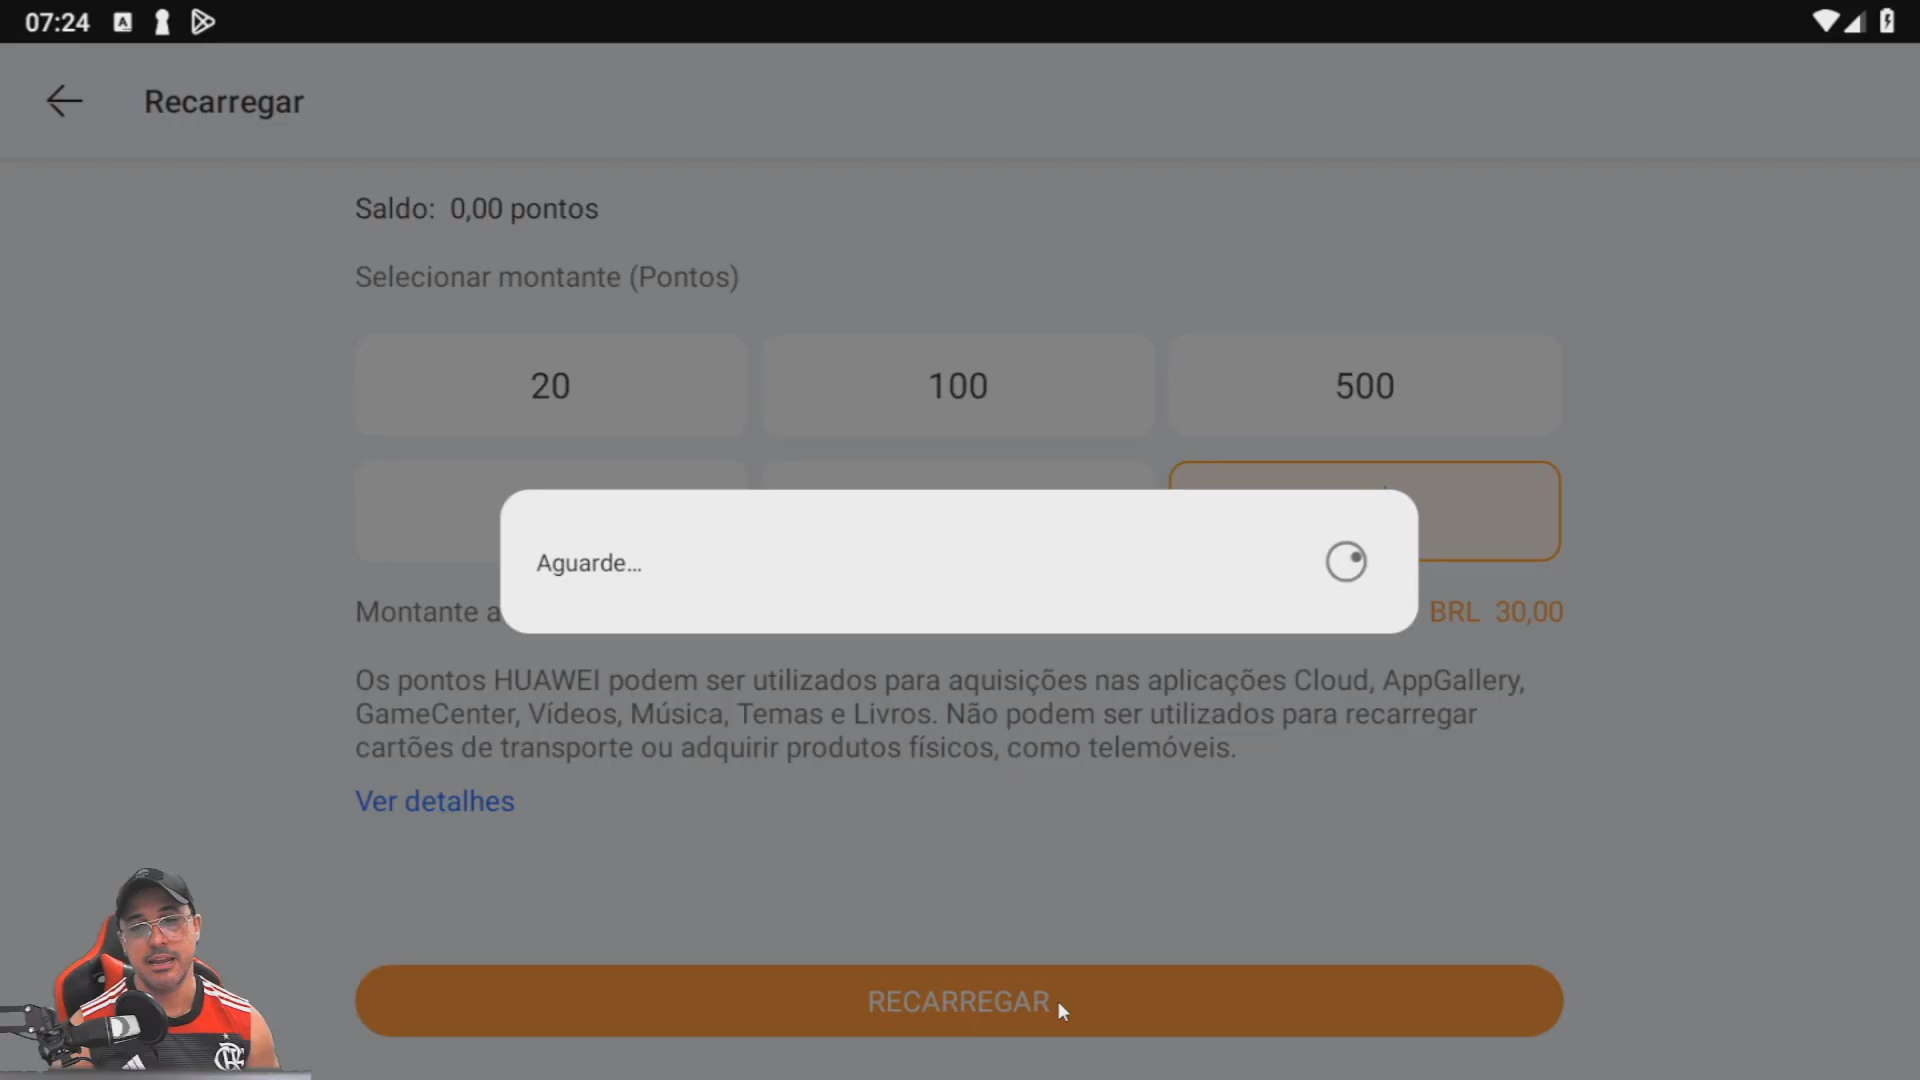 07:24
Recarregar
Saldo: 0,00 pontos
Selecionar montante (Pontos)
20
100
500
Aguarde...
Montante a
BRL 30,00
Os pontos HUAWEI podem ser utilizados para aquisições nas aplicações Cloud, AppGallery,
GameCenter, Vídeos, Música, Temas e Livros. Não podem ser utilizados para recarregar
cartões de transporte ou adquirir produtos físicos, como telemóveis.
Ver detalhes
RECARREGAR